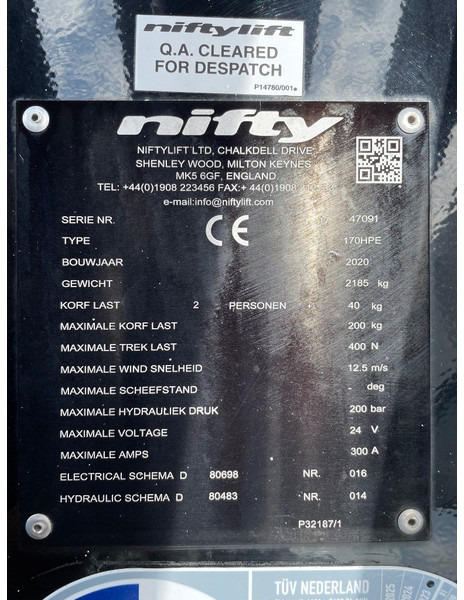 niftylift
Q.A. CLEARED
FOR DESPATCH
P14780/001
nifty
NIFTYLIFT LTD, CHALKDELL DRIVE,
SHENLEY WOOD, MILTON KEYNES
MK5 6GF, ENGLAND
TEL: +44(0)1908 223456 FAX:+ 44(0)1908
e-mail:info@niftylift.com
CE
SERIE NR. 47091
TYPE 170HPE
BOUWJAAR 2020
GEWICHT 2185 kg
KORF LAST 2 PERSONEN + 40 kg
MAXIMALE KORF LAST 200 kg
MAXIMALE TREK LAST 400 N
MAXIMALE WIND SNELHEID 12.5 m/s
MAXIMALE SCHEEFSTAND - deg
MAXIMALE HYDRAULIEK DRUK 200 bar
MAXIMALE VOLTAGE 24 V
MAXIMALE AMPS 300 A
ELECTRICAL SCHEMA D 80698 NR. 016
HYDRAULIC SCHEMA D 80483 NR. 014
P32187/1
TÜV NEDERLAND
2025